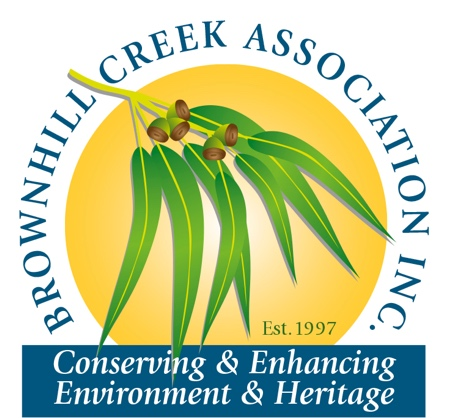 BROWNHILL CREEK ASSOCIATION INC.
Est. 1997
Conserving & Enhancing
Environment & Heritage